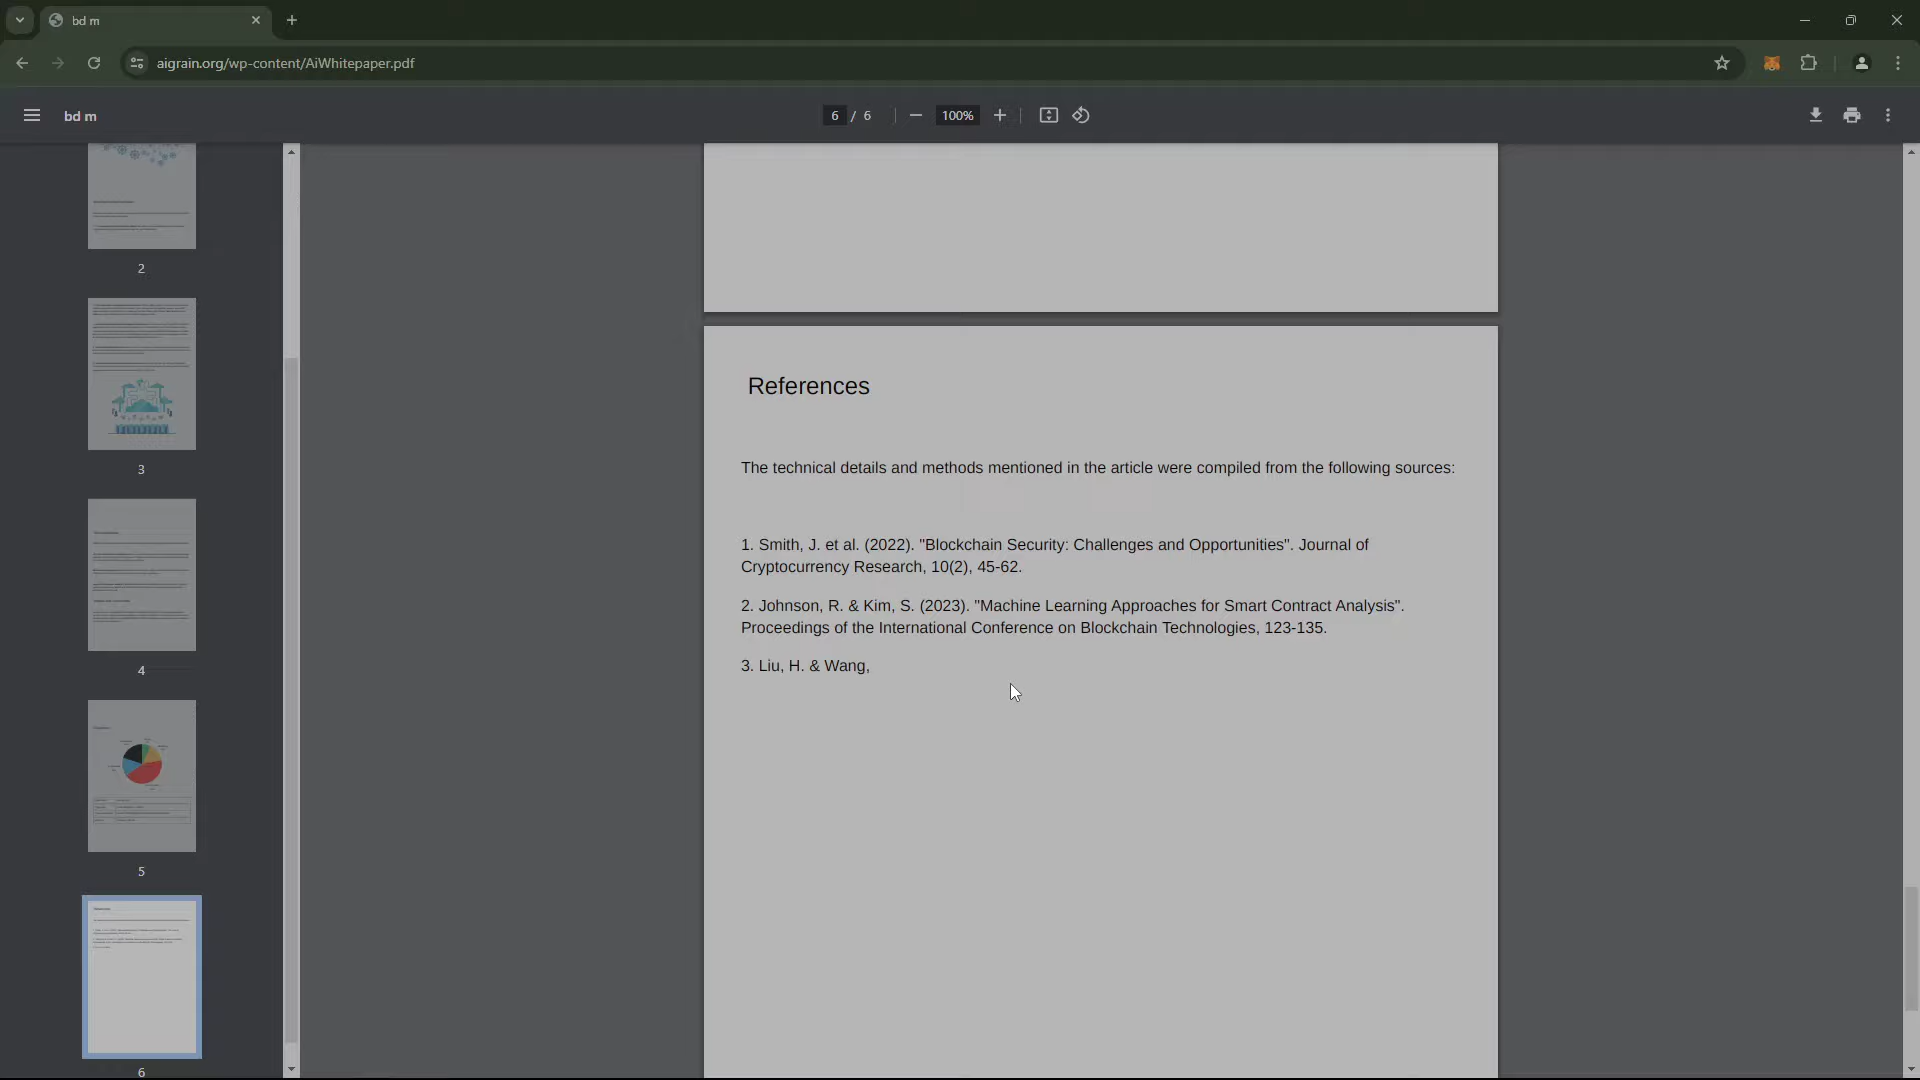 bd m
aigrain.org/wp-content/AiWhitepaper.pdf
bd m
6 / 6
100%
2
3
4
5
6
References
The technical details and methods mentioned in the article were compiled from the following sources:
1. Smith, J. et al. (2022). "Blockchain Security: Challenges and Opportunities". Journal of
Cryptocurrency Research, 10(2), 45-62.
2. Johnson, R. & Kim, S. (2023). "Machine Learning Approaches for Smart Contract Analysis".
Proceedings of the International Conference on Blockchain Technologies, 123-135.
3. Liu, H. & Wang,